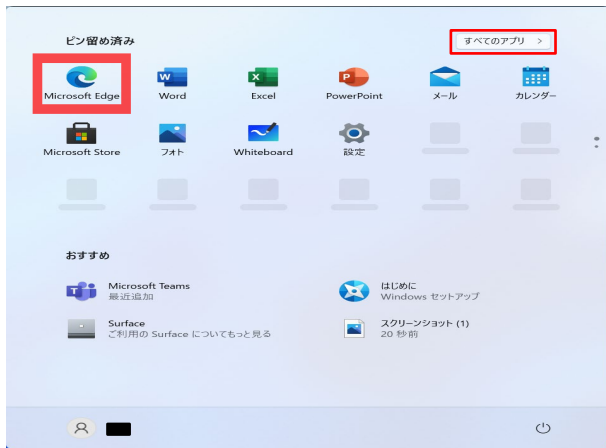 ピン留め済み
すべてのアプリ >
Microsoft Edge
Word
Excel
PowerPoint
メール
カレンダー
Microsoft Store
フォト
Whiteboard
設定
おすすめ
Microsoft Teams
最近追加
はじめに
Windows セットアップ
Surface
ご利用の Surface についてもっと見る
スクリーンショット (1)
20 秒前